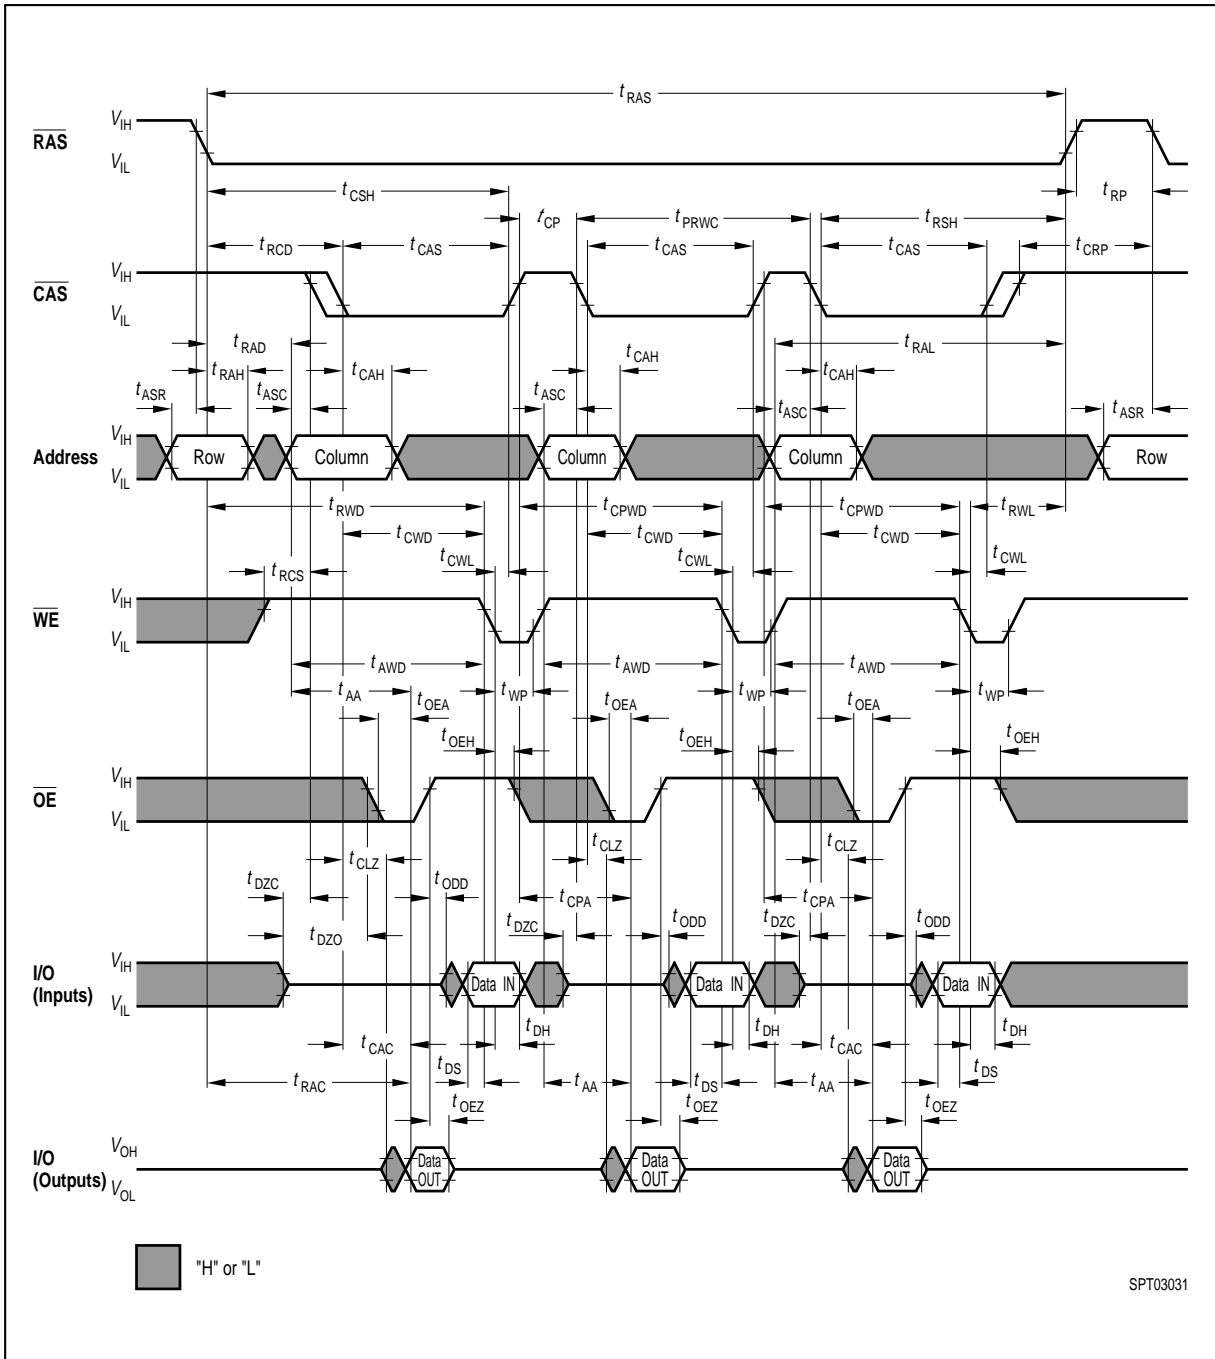 tRAS
VIH
RAS
VIL
tCSH
tRP
tCP
tPRWC
tRSH
tRCD
tCAS
tCAS
tCAS
tCRP
VIH
CAS
VIL
tRAD
tRAL
tRAH
tCAH
tCAH
tCAH
tASR
tASC
tASC
tASC
tASR
VIH
Address
Row
Column
Column
Column
Row
VIL
tRWD
tCPWD
tCPWD
tRWL
tCWD
tCWD
tCWD
tCWL
tCWL
tCWL
tRCS
VIH
WE
VIL
tAWD
tAWD
tAWD
tAA
tWP
tWP
tWP
tOEA
tOEA
tOEA
tOEH
tOEH
tOEH
VIH
OE
VIL
tCLZ
tCLZ
tCLZ
tDZC
tODD
tCPA
tCPA
tDZC
tODD
tDZC
tODD
tDZO
VIH
I/O
(Inputs)
Data IN
Data IN
Data IN
VIL
tDH
tDH
tDH
tCAC
tCAC
tDS
tDS
tDS
tRAC
tAA
tAA
tOEZ
tOEZ
tOEZ
VOH
I/O
(Outputs)
Data
OUT
Data
OUT
Data
OUT
VOL
"H" or "L"
SPT03031